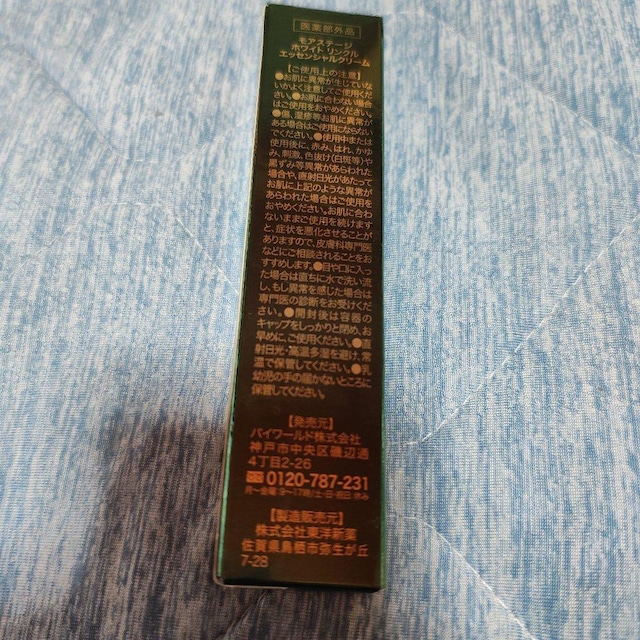 医薬部外品
モアステージ
ホワイト リンクル
エッセンシャルクリーム
【ご使用上の注意】
●お肌に異常が生じていな
いかよく注意してご使用下
さい。●お肌に合わない場合
はご使用をおやめください。
●傷、湿疹等お肌に異常の
ある場合はご使用にならない
でください。●使用中または
使用後に、赤み、はれ、かゆ
み、刺激、色抜け(白斑等)や
黒ずみ等異常があらわれた
場合や、直射日光があたって
お肌に上記のような異常が
あらわれた場合は使用を
おやめください。お肌に合わ
ないままご使用を続けます
と、症状を悪化させることが
ありますので、皮膚科専門医
などにご相談されることをお
すすめします。●目や口に入っ
た場合は直ちに水で洗い流
し、もし異常を感じた場合は
専門医の診断をお受けくだ
さい。●開封後は容器の
キャップをしっかりと閉め、お
早めにご使用ください。●直
射日光、高温多湿を避け、常
温で保管してください。●乳
幼児の手の届かないところに
保管してください。
【発売元】
バイワールド株式会社
神戸市中央区磯辺通
4丁目2-26
0120-787-231
月〜金曜 9〜17時/土・日・祝日休み
【製造販売元】
株式会社東洋新薬
佐賀県鳥栖市弥生が丘
7-28